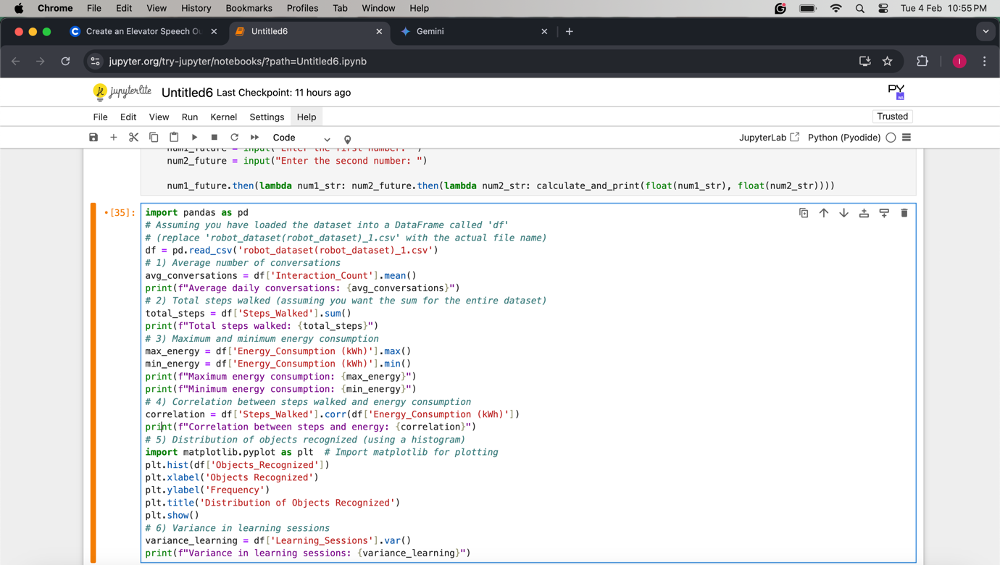 Chrome File Edit View History Bookmarks Profiles Tab Window Help Tue 4 Feb 10:55 PM
Create an Elevator Speech Ou Untitled6 Gemini
jupyter.org/try-jupyter/notebooks/?path=Untitled6.ipynb I
jupyterlite Untitled6 Last Checkpoint: 11 hours ago PY
File Edit View Run Kernel Settings Help Trusted
Code JupyterLab Python (Pyodide)
num1_future = input("Enter the first number: ")
num2_future = input("Enter the second number: ")
num1_future.then(lambda num1_str: num2_future.then(lambda num2_str: calculate_and_print(float(num1_str), float(num2_str))))
[35]: import pandas as pd
# Assuming you have loaded the dataset into a DataFrame called 'df'
# (replace 'robot_dataset(robot_dataset)_1.csv' with the actual file name)
df = pd.read_csv('robot_dataset(robot_dataset)_1.csv')
# 1) Average number of conversations
avg_conversations = df['Interaction_Count'].mean()
print(f"Average daily conversations: {avg_conversations}")
# 2) Total steps walked (assuming you want the sum for the entire dataset)
total_steps = df['Steps_Walked'].sum()
print(f"Total steps walked: {total_steps}")
# 3) Maximum and minimum energy consumption
max_energy = df['Energy_Consumption (kWh)'].max()
min_energy = df['Energy_Consumption (kWh)'].min()
print(f"Maximum energy consumption: {max_energy}")
print(f"Minimum energy consumption: {min_energy}")
# 4) Correlation between steps walked and energy consumption
correlation = df['Steps_Walked'].corr(df['Energy_Consumption (kWh)'])
print(f"Correlation between steps and energy: {correlation}")
# 5) Distribution of objects recognized (using a histogram)
import matplotlib.pyplot as plt  # Import matplotlib for plotting
plt.hist(df['Objects_Recognized'])
plt.xlabel('Objects Recognized')
plt.ylabel('Frequency')
plt.title('Distribution of Objects Recognized')
plt.show()
# 6) Variance in learning sessions
variance_learning = df['Learning_Sessions'].var()
print(f"Variance in learning sessions: {variance_learning}")